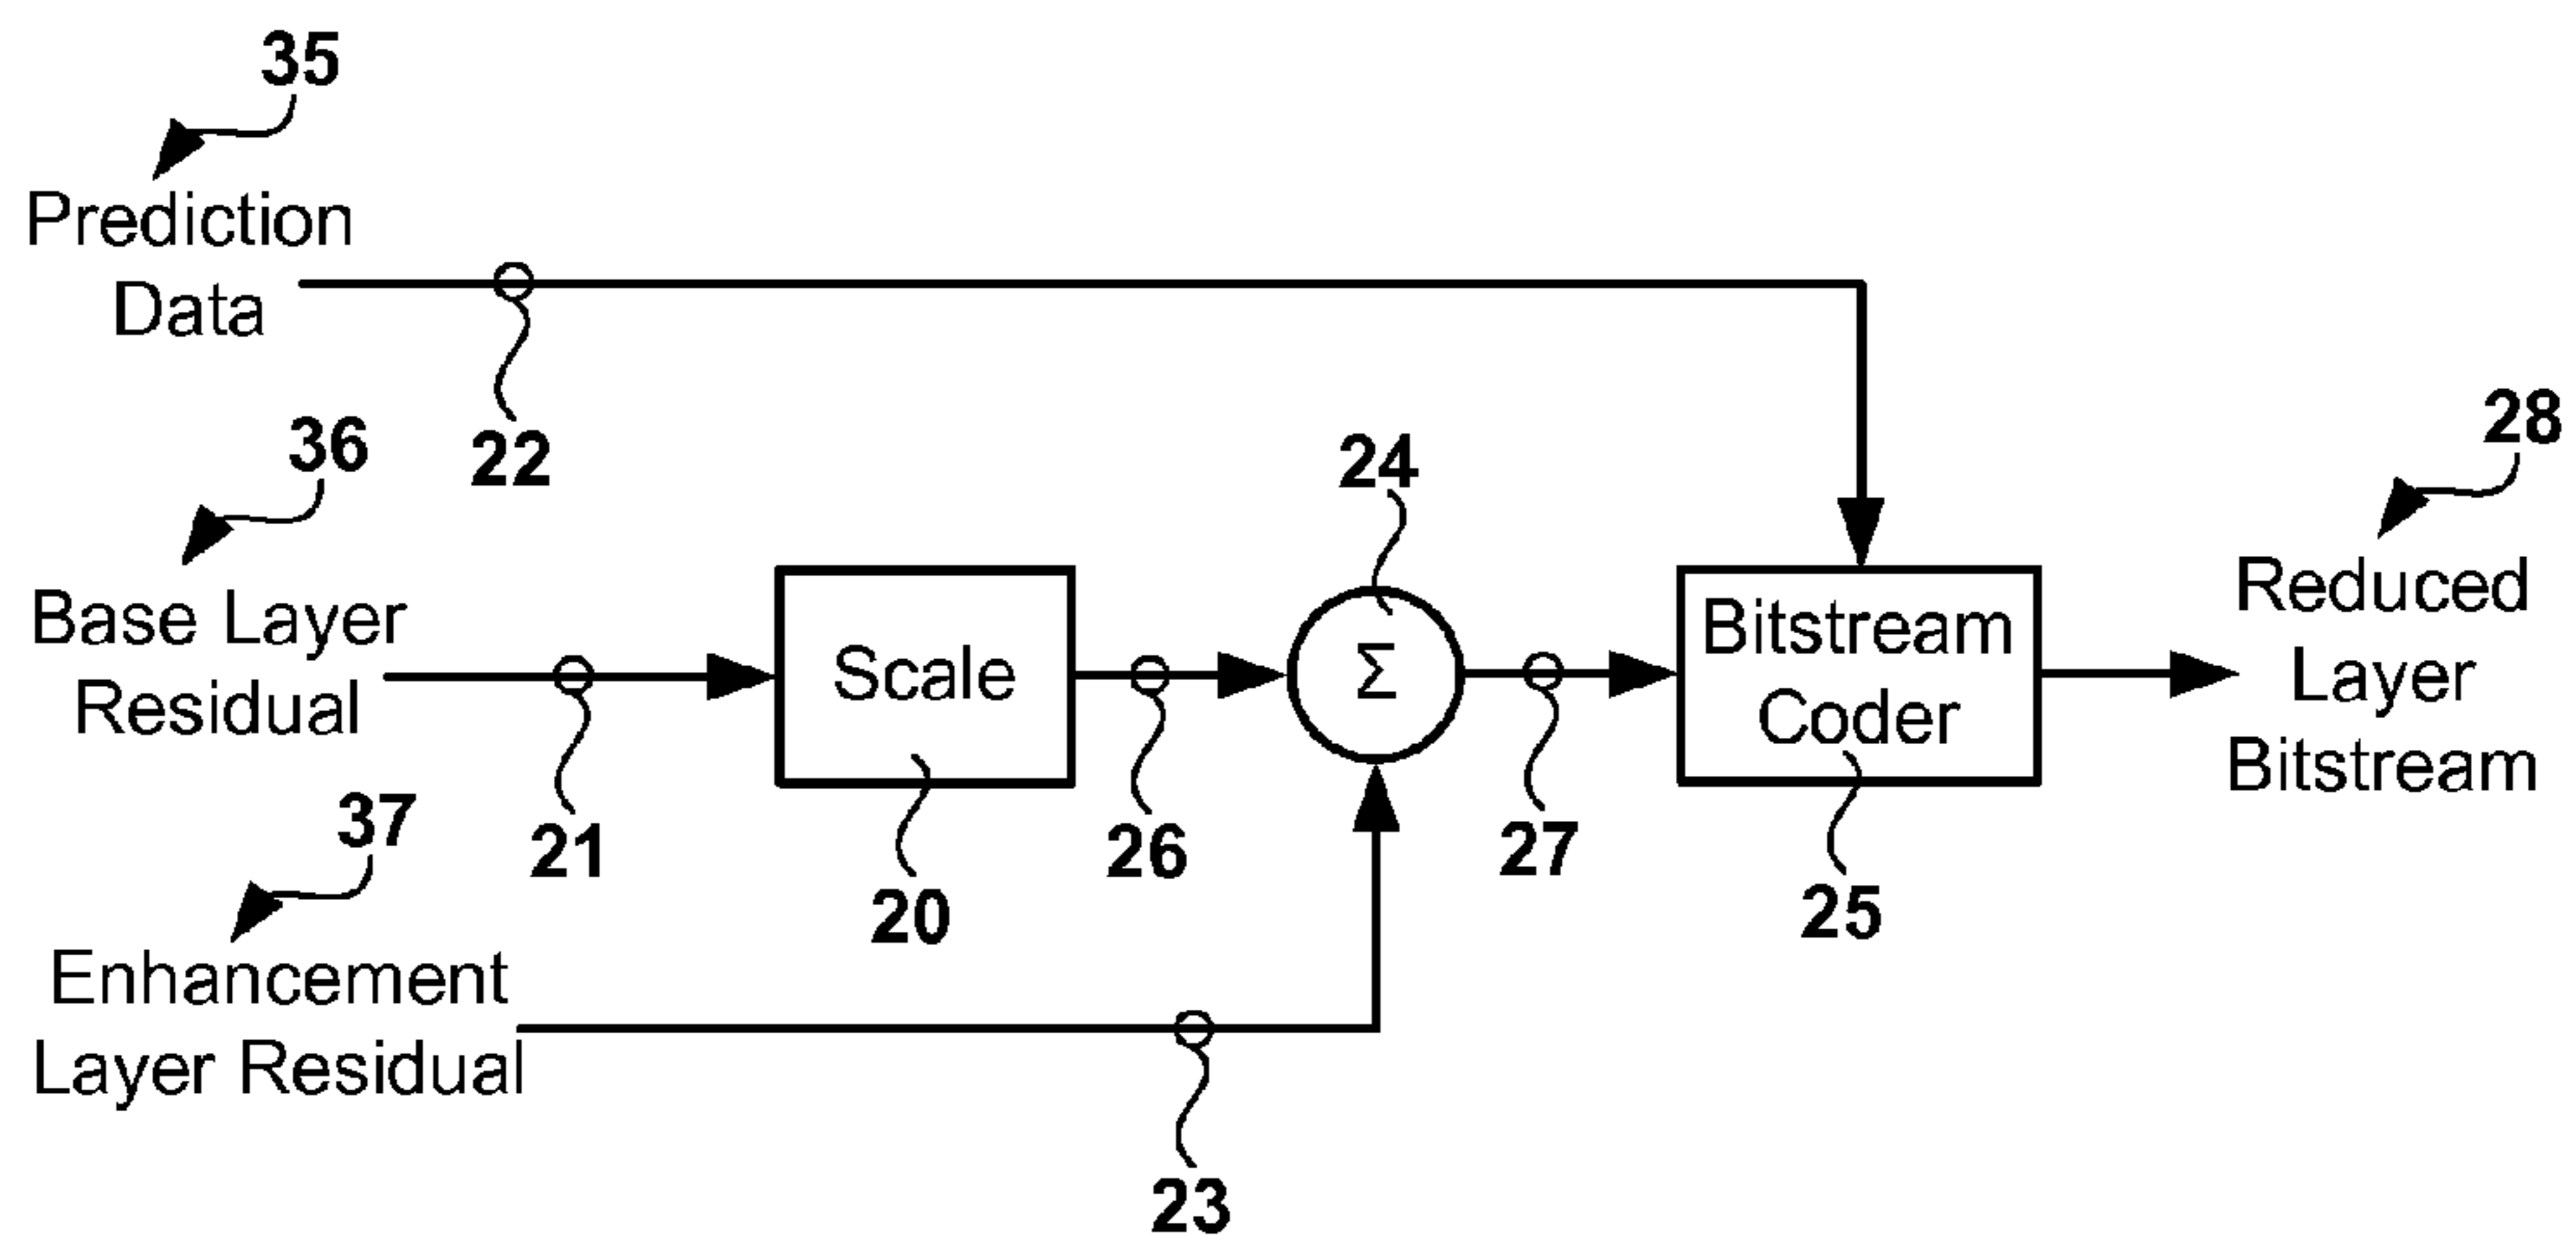 35
Prediction
Data
22
36
Base Layer
Residual
21
Scale
20
26
24
Σ
27
Bitstream
Coder
25
28
Reduced
Layer
Bitstream
37
Enhancement
Layer Residual
23